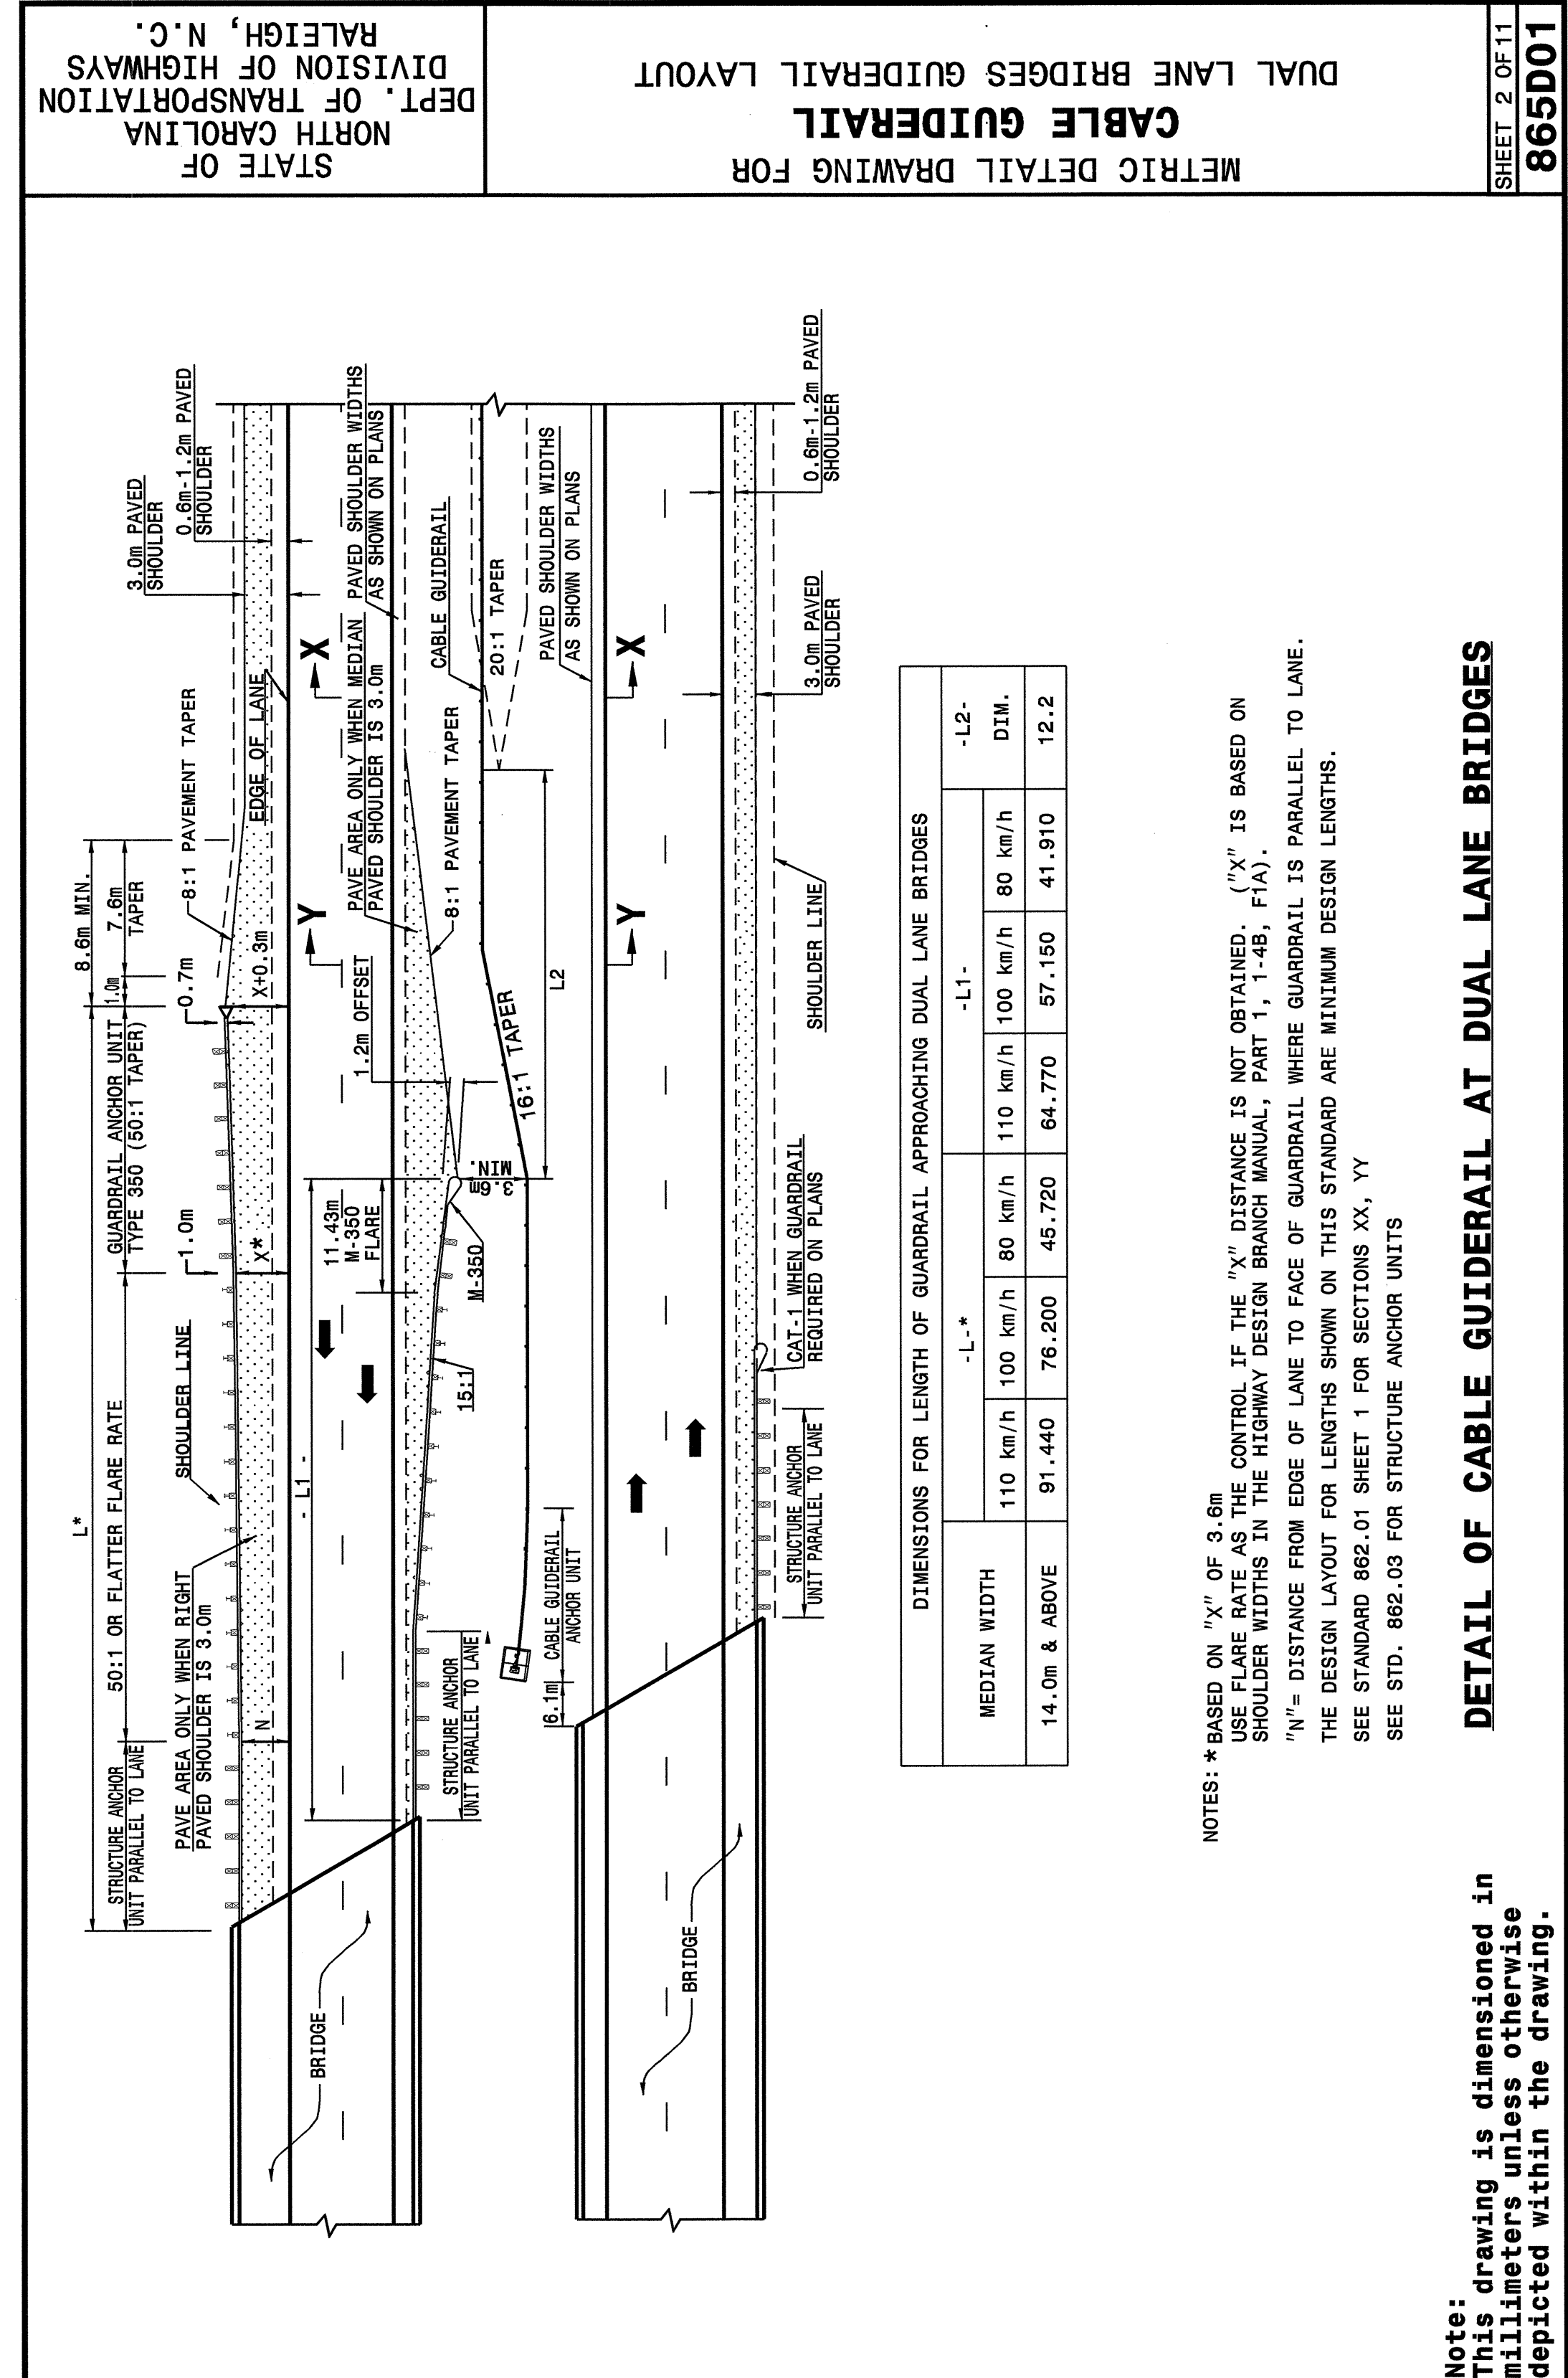 STATE OF
NORTH CAROLINA
DEPT. OF TRANSPORTATION
DIVISION OF HIGHWAYS
RALEIGH, N.C.
METRIC DETAIL DRAWING FOR
CABLE GUIDERAIL
DUAL LANE BRIDGES GUIDERAIL LAYOUT
SHEET 2 OF 11
865D01
L*
8.6m MIN.
STRUCTURE ANCHOR
UNIT PARALLEL TO LANE
50:1 OR FLATTER FLARE RATE
GUARDRAIL ANCHOR UNIT
TYPE 350 (50:1 TAPER)
1.0m
7.6m
TAPER
PAVE AREA ONLY WHEN RIGHT
PAVED SHOULDER IS 3.0m
SHOULDER LINE
1.0m
0.7m
8:1 PAVEMENT TAPER
3.0m PAVED
SHOULDER
0.6m-1.2m PAVED
SHOULDER
N
X*
X+0.3m
EDGE OF LANE
BRIDGE
- L1 -
11.43m
M-350
FLARE
1.2m OFFSET
Y
X
PAVE AREA ONLY WHEN MEDIAN
PAVED SHOULDER IS 3.0m
PAVED SHOULDER WIDTHS
AS SHOWN ON PLANS
STRUCTURE ANCHOR
UNIT PARALLEL TO LANE
15:1
M-350
3.6m
MIN.
8:1 PAVEMENT TAPER
CABLE GUIDERAIL
16:1 TAPER
20:1 TAPER
6.1m
CABLE GUIDERAIL
ANCHOR UNIT
L2
PAVED SHOULDER WIDTHS
AS SHOWN ON PLANS
Y
X
BRIDGE
STRUCTURE ANCHOR
UNIT PARALLEL TO LANE
CAT-1 WHEN GUARDRAIL
REQUIRED ON PLANS
SHOULDER LINE
3.0m PAVED
SHOULDER
0.6m-1.2m PAVED
SHOULDER
DIMENSIONS FOR LENGTH OF GUARDRAIL APPROACHING DUAL LANE BRIDGES
MEDIAN WIDTH -L-* -L1- -L2-
110 km/h 100 km/h 80 km/h 110 km/h 100 km/h 80 km/h DIM.
14.0m & ABOVE 91.440 76.200 45.720 64.770 57.150 41.910 12.2
NOTES: * BASED ON "X" OF 3.6m
USE FLARE RATE AS THE CONTROL IF THE "X" DISTANCE IS NOT OBTAINED. ("X" IS BASED ON
SHOULDER WIDTHS IN THE HIGHWAY DESIGN BRANCH MANUAL, PART 1, 1-4B, F1A).
"N"= DISTANCE FROM EDGE OF LANE TO FACE OF GUARDRAIL WHERE GUARDRAIL IS PARALLEL TO LANE.
THE DESIGN LAYOUT FOR LENGTHS SHOWN ON THIS STANDARD ARE MINIMUM DESIGN LENGTHS.
SEE STANDARD 862.01 SHEET 1 FOR SECTIONS XX, YY
SEE STD. 862.03 FOR STRUCTURE ANCHOR UNITS
DETAIL OF CABLE GUIDERAIL AT DUAL LANE BRIDGES
Note:
This drawing is dimensioned in
millimeters unless otherwise
depicted within the drawing.